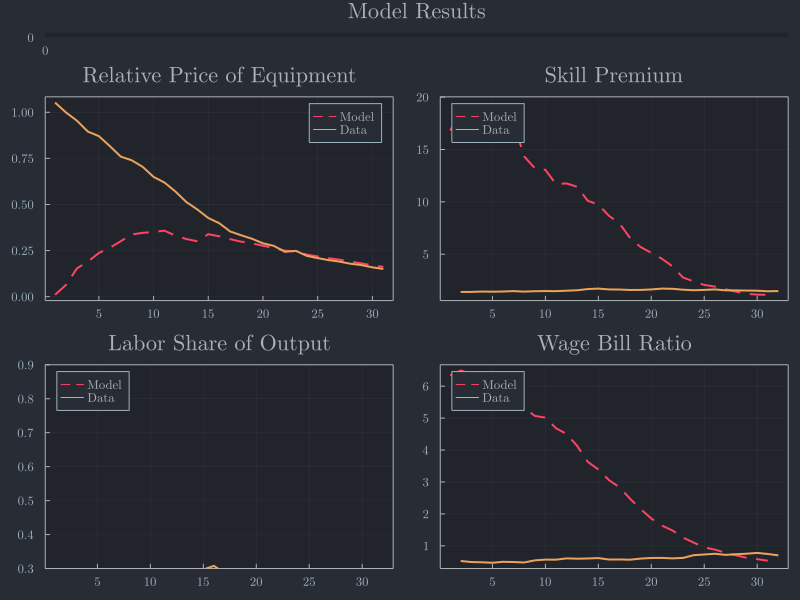 Model Results
0
0
Relative Price of Equipment
Skill Premium
1.00
0.75
0.50
0.25
0.00
Model
Data
5 10 15 20 25 30
20
15
10
5
Model
Data
5 10 15 20 25 30
Labor Share of Output
Wage Bill Ratio
0.9
0.8
0.7
0.6
0.5
0.4
0.3
Model
Data
5 10 15 20 25 30
6
5
4
3
2
1
Model
Data
5 10 15 20 25 30